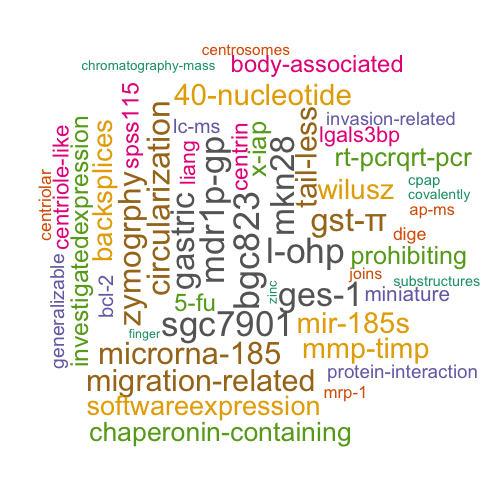 centrosomes
chromatography-mass
body-associated
40-nucleotide
invasion-related
lc-ms
lgals3bp
x-iap
rt-pcrqrt-pcr
spss115
liang
centrin
mkn28
tail-less
wilusz
cpap
covalently
ap-ms
centriolar
centriole-like
investigatedexpression
backsplices
circularization
zymogrphy
gastric
mdr1p-gp
bgc823
gst-π
dige
l-ohp
prohibiting
generalizable
bcl-2
5-fu
zinc
ges-1
joins
substructures
miniature
finger
sgc7901
mir-185s
microrna-185
mmp-timp
migration-related
protein-interaction
mrp-1
softwareexpression
chaperonin-containing